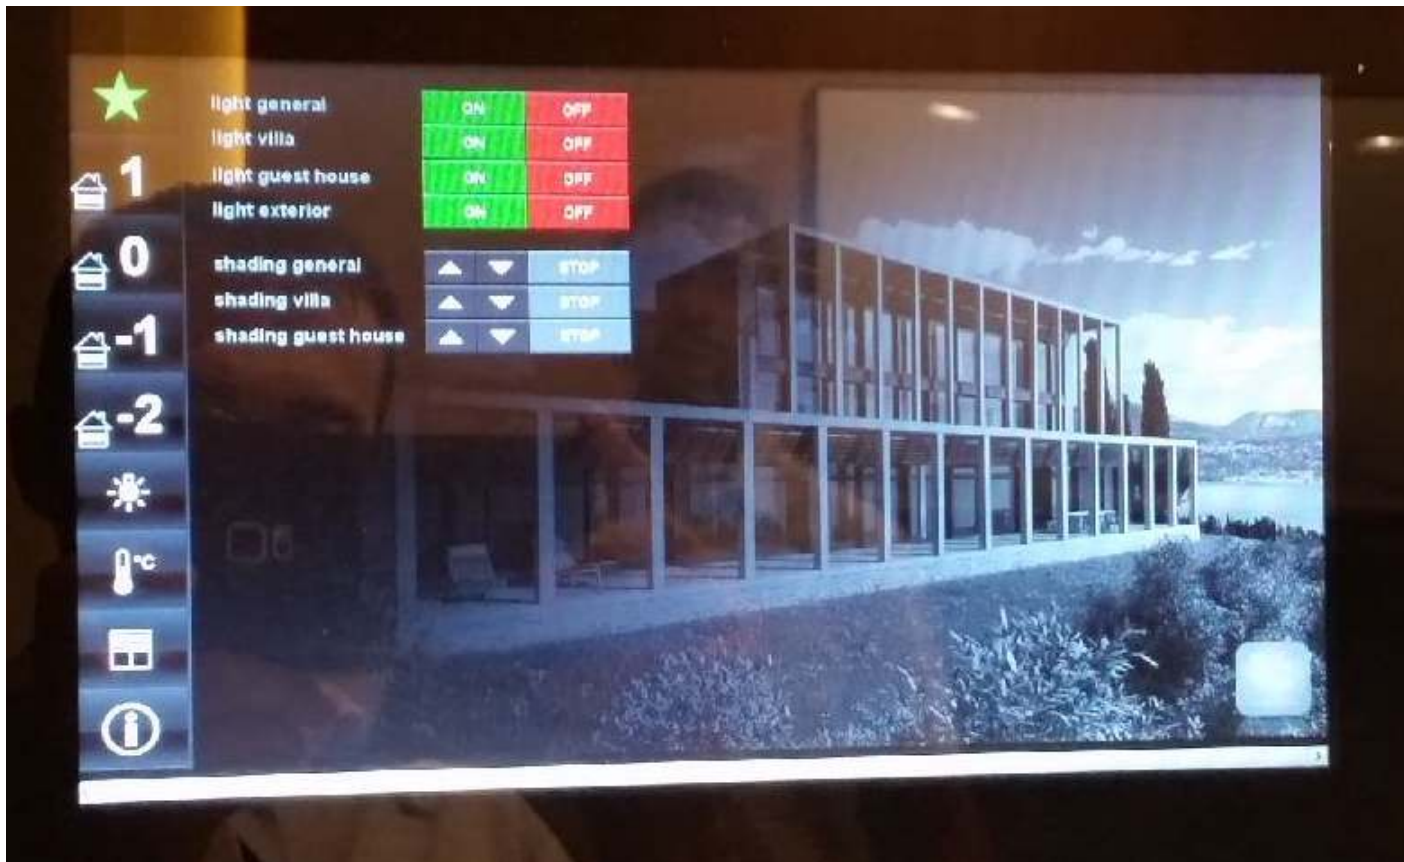 light general ON OFF
light villa ON OFF
light guest house ON OFF
light exterior ON OFF
shading general STOP
shading villa STOP
shading guest house STOP
1
0
-1
-2
°C
i